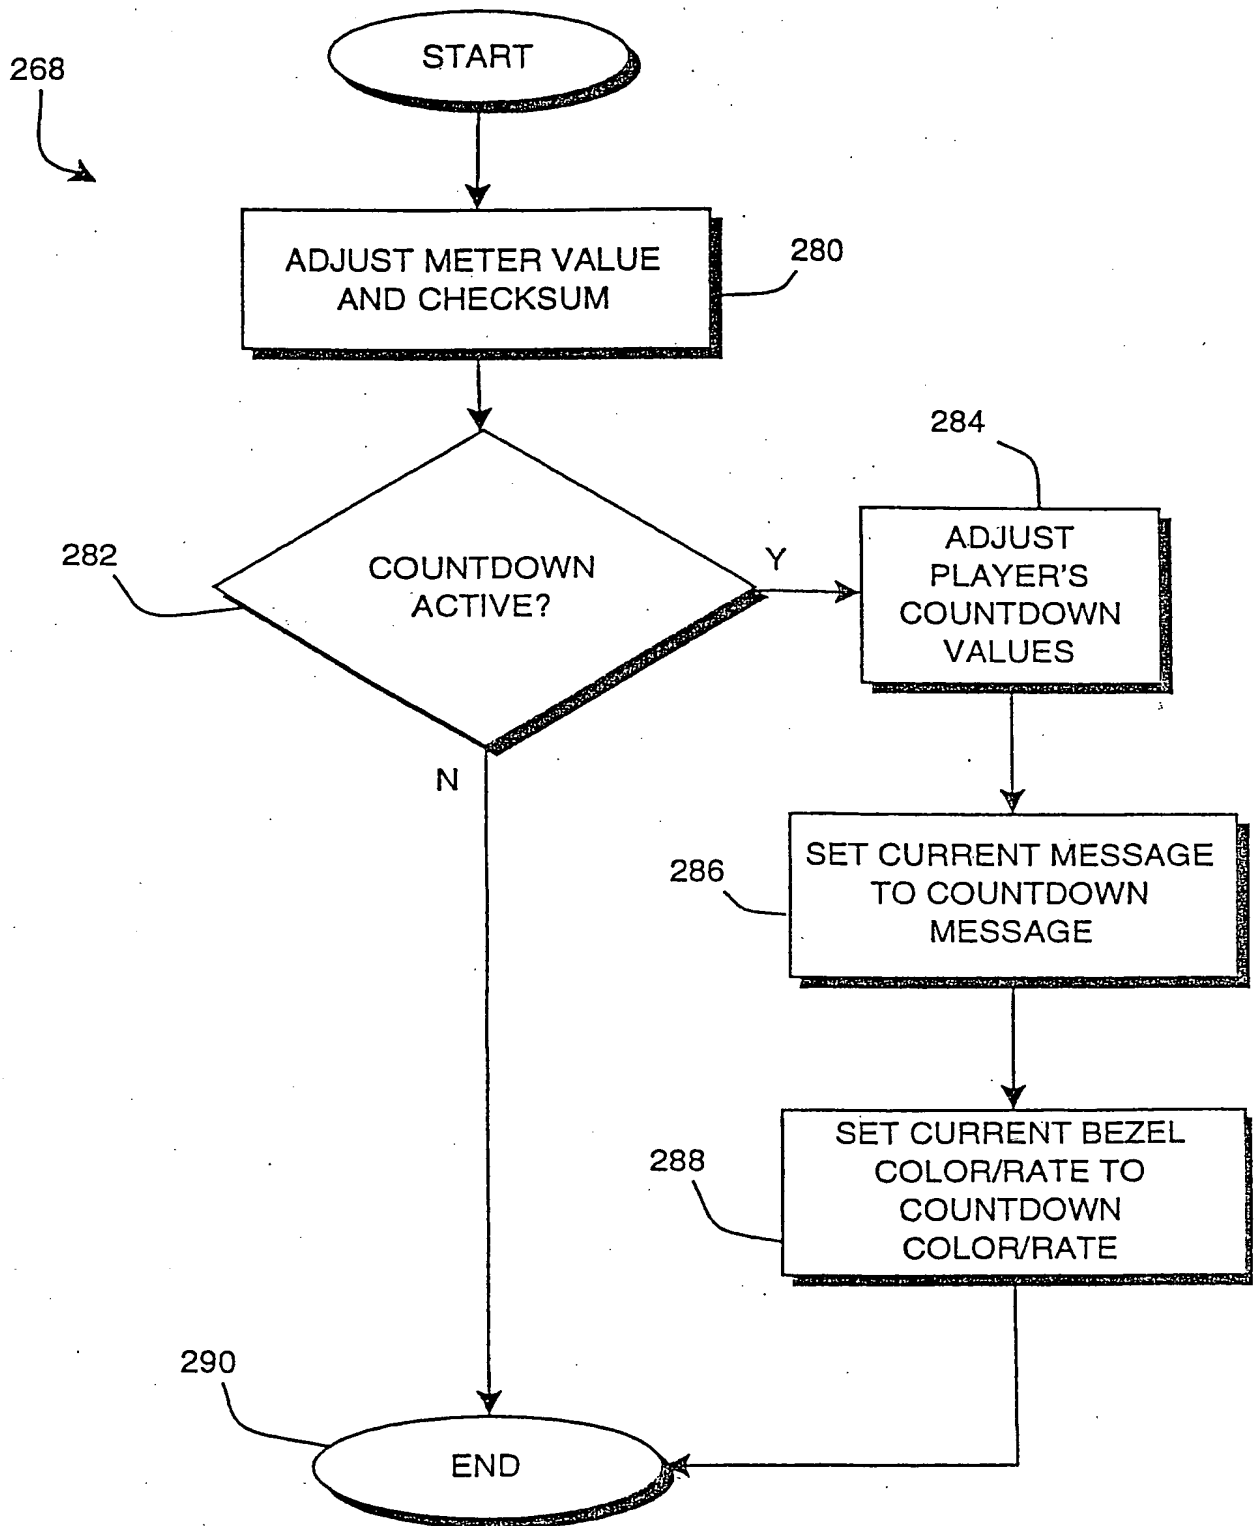 START
268
ADJUST METER VALUE
AND CHECKSUM
280
284
282
COUNTDOWN
ACTIVE?
Y
N
ADJUST
PLAYER'S
COUNTDOWN
VALUES
286
SET CURRENT MESSAGE
TO COUNTDOWN
MESSAGE
288
SET CURRENT BEZEL
COLOR/RATE TO
COUNTDOWN
COLOR/RATE
290
END